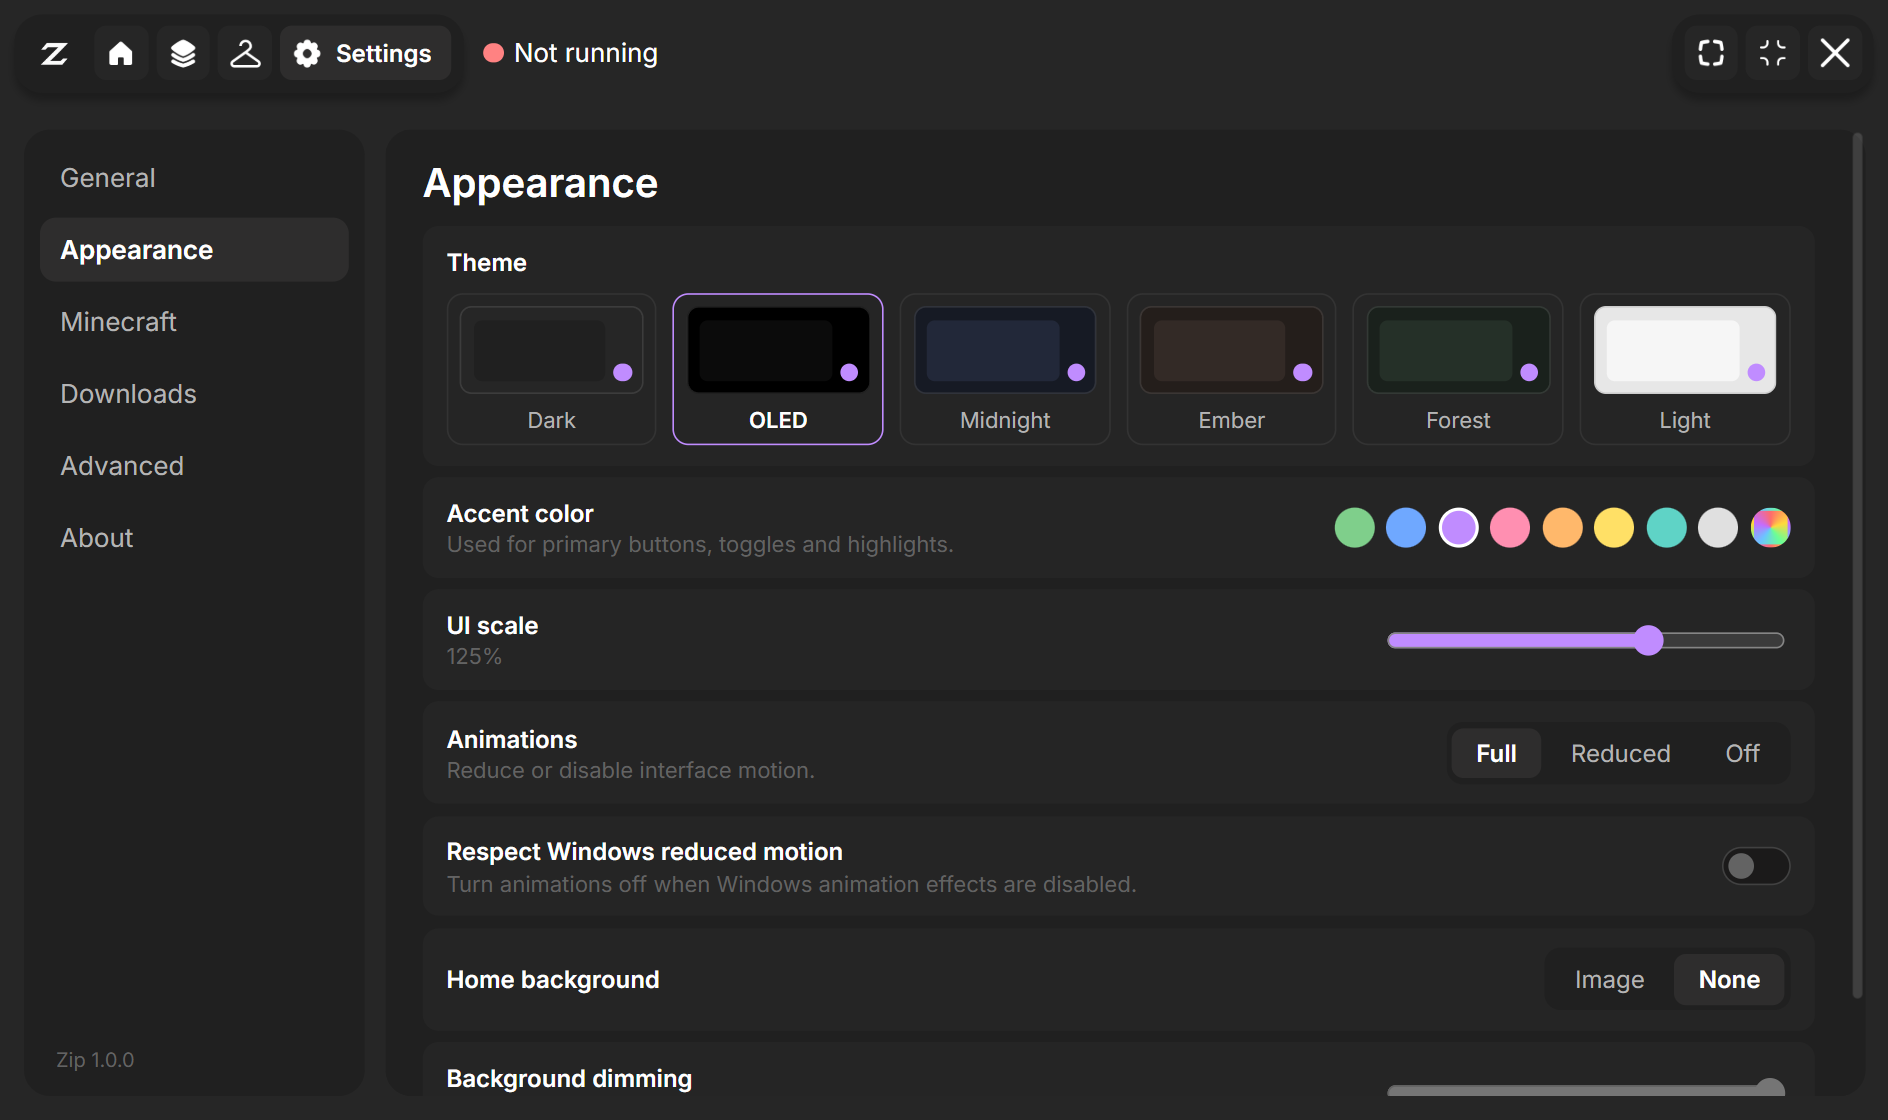 Settings
Not running
General
Appearance
Minecraft
Downloads
Advanced
About
Zip 1.0.0
Appearance
Theme
Dark
OLED
Midnight
Ember
Forest
Light
Accent color
Used for primary buttons, toggles and highlights.
UI scale
125%
Animations
Reduce or disable interface motion.
Full
Reduced
Off
Respect Windows reduced motion
Turn animations off when Windows animation effects are disabled.
Home background
Image
None
Background dimming